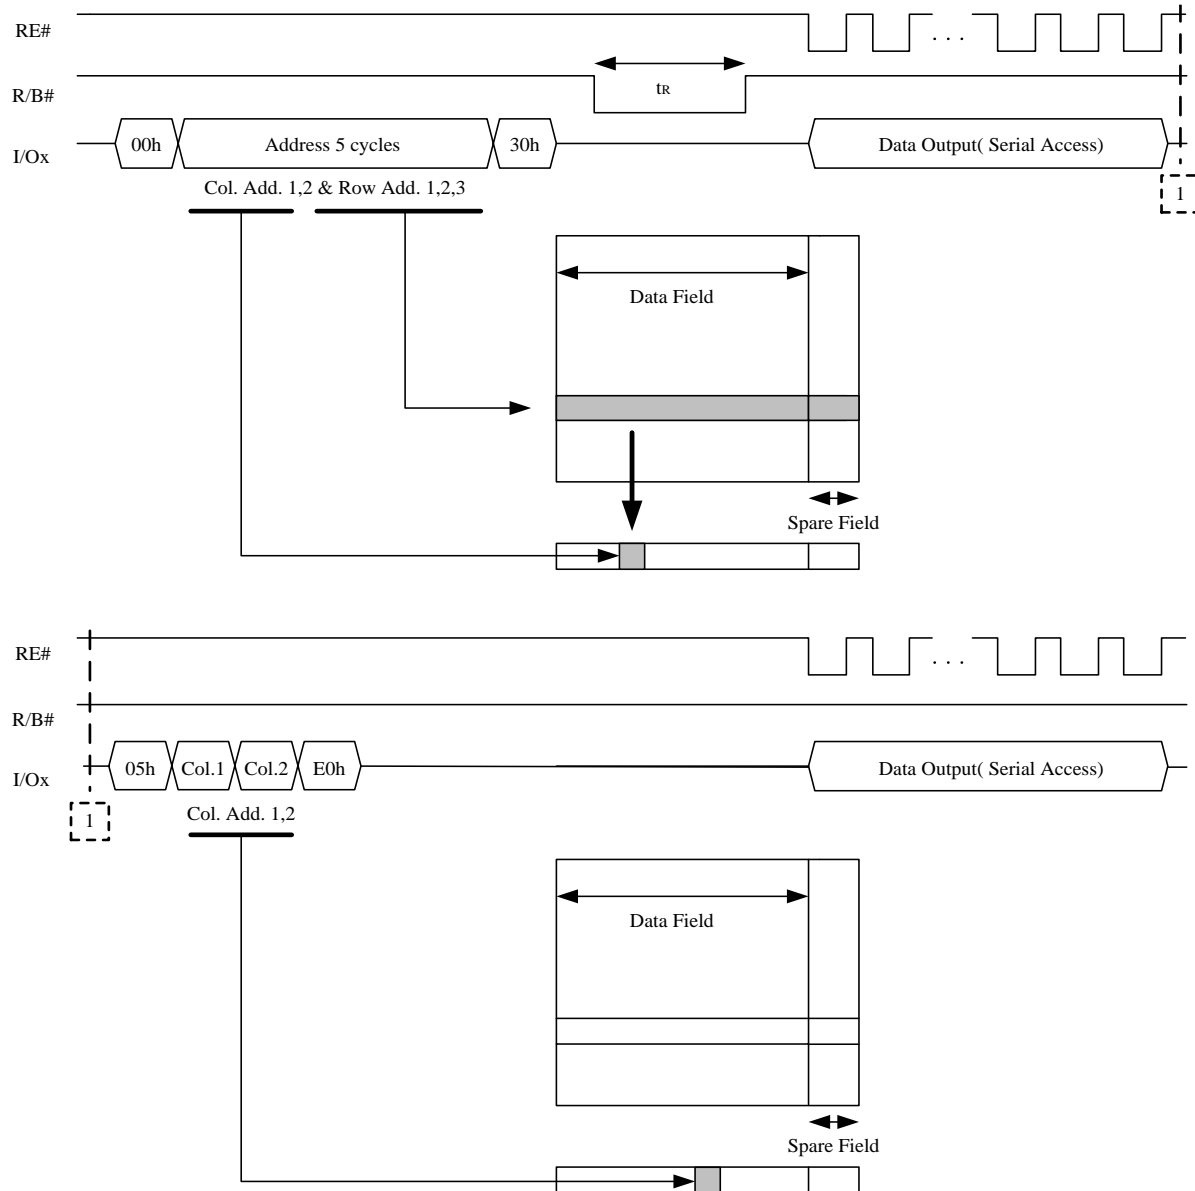 RE#
. . .
R/B#
tR
I/Ox
00h
Address 5 cycles
30h
Data Output( Serial Access)
Col. Add. 1,2 & Row Add. 1,2,3
1
Data Field
Spare Field
RE#
. . .
R/B#
I/Ox
05h
Col.1
Col.2
E0h
Data Output( Serial Access)
1
Col. Add. 1,2
Data Field
Spare Field